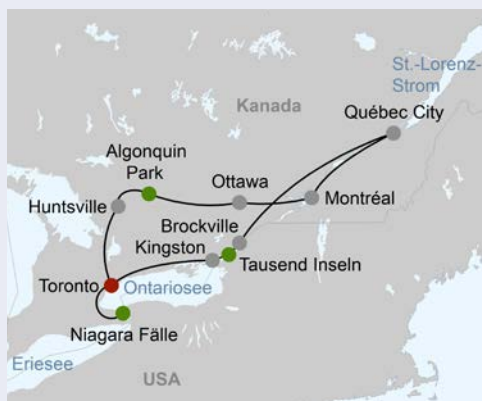 St.-Lorenz-
Strom
Kanada
Québec City
Algonquin
Park
Ottawa
Huntsville
Montréal
Brockville
Kingston
Tausend Inseln
Toronto
Ontariosee
Niagara Fälle
Eriesee
USA